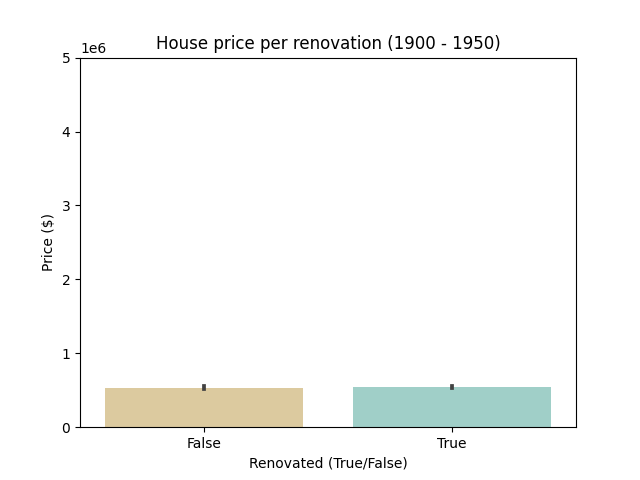 House price per renovation (1900 - 1950)
1e6
5
4
3
2
1
0
Price ($)
False
True
Renovated (True/False)